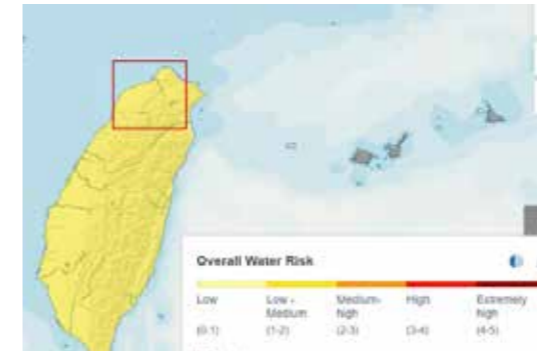 Overall Water Risk
Low
Low -
Medium
Medium-
high
High
Extremely
high
(0-1)
(1-2)
(2-3)
(3-4)
(4-5)